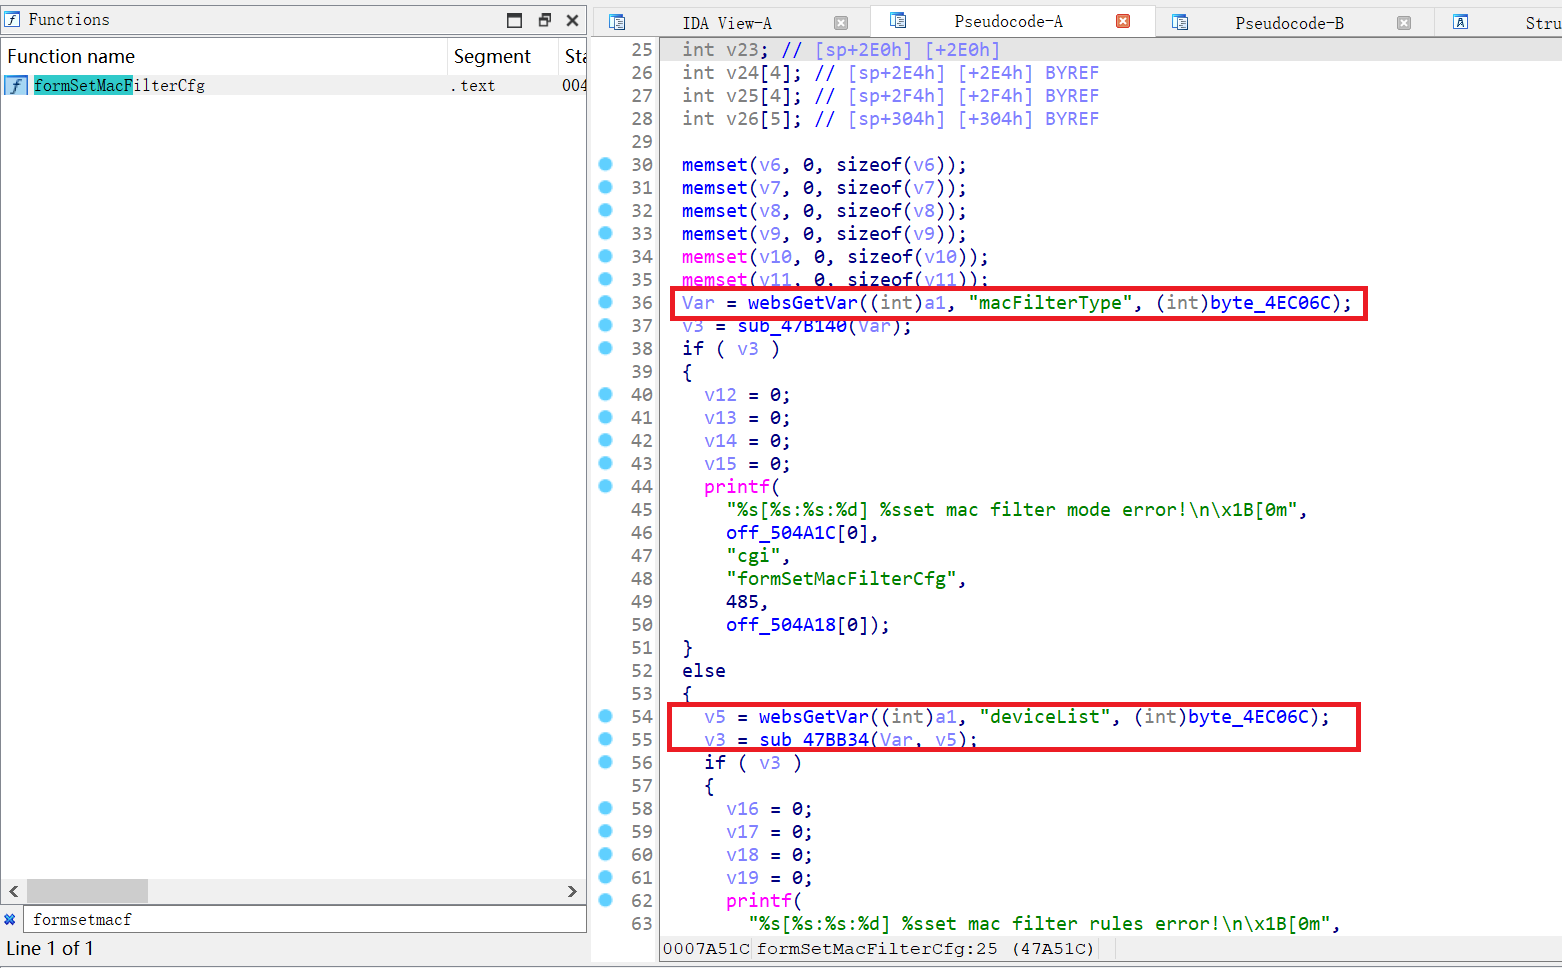 Functions
Function name Segment Sta
f formSetMacFilterCfg .text 004
formsetmacf
Line 1 of 1
IDA View-A Pseudocode-A Pseudocode-B Stru
25 int v23; // [sp+2E0h] [+2E0h]
26 int v24[4]; // [sp+2E4h] [+2E4h] BYREF
27 int v25[4]; // [sp+2F4h] [+2F4h] BYREF
28 int v26[5]; // [sp+304h] [+304h] BYREF
29
30 memset(v6, 0, sizeof(v6));
31 memset(v7, 0, sizeof(v7));
32 memset(v8, 0, sizeof(v8));
33 memset(v9, 0, sizeof(v9));
34 memset(v10, 0, sizeof(v10));
35 memset(v11, 0, sizeof(v11));
36 Var = websGetVar((int)a1, "macFilterType", (int)byte_4EC06C);
37 v3 = sub_47B140(Var);
38 if ( v3 )
39 {
40 v12 = 0;
41 v13 = 0;
42 v14 = 0;
43 v15 = 0;
44 printf(
45 "%s[%s:%s:%d] %sset mac filter mode error!\n\x1B[0m",
46 off_504A1C[0],
47 "cgi",
48 "formSetMacFilterCfg",
49 485,
50 off_504A18[0]);
51 }
52 else
53 {
54 v5 = websGetVar((int)a1, "deviceList", (int)byte_4EC06C);
55 v3 = sub_47BB34(Var, v5);
56 if ( v3 )
57 {
58 v16 = 0;
59 v17 = 0;
60 v18 = 0;
61 v19 = 0;
62 printf(
63 "%s[%s:%s:%d] %sset mac filter rules error!\n\x1B[0m",
0007A51C formSetMacFilterCfg:25 (47A51C)